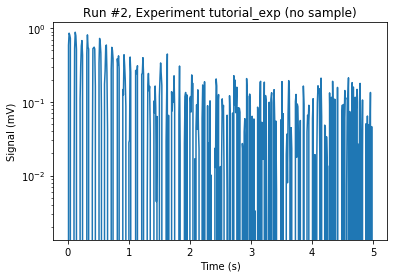 Run #2, Experiment tutorial_exp (no sample)
Signal (mV)
10⁰
10⁻¹
10⁻²
0 1 2 3 4 5
Time (s)